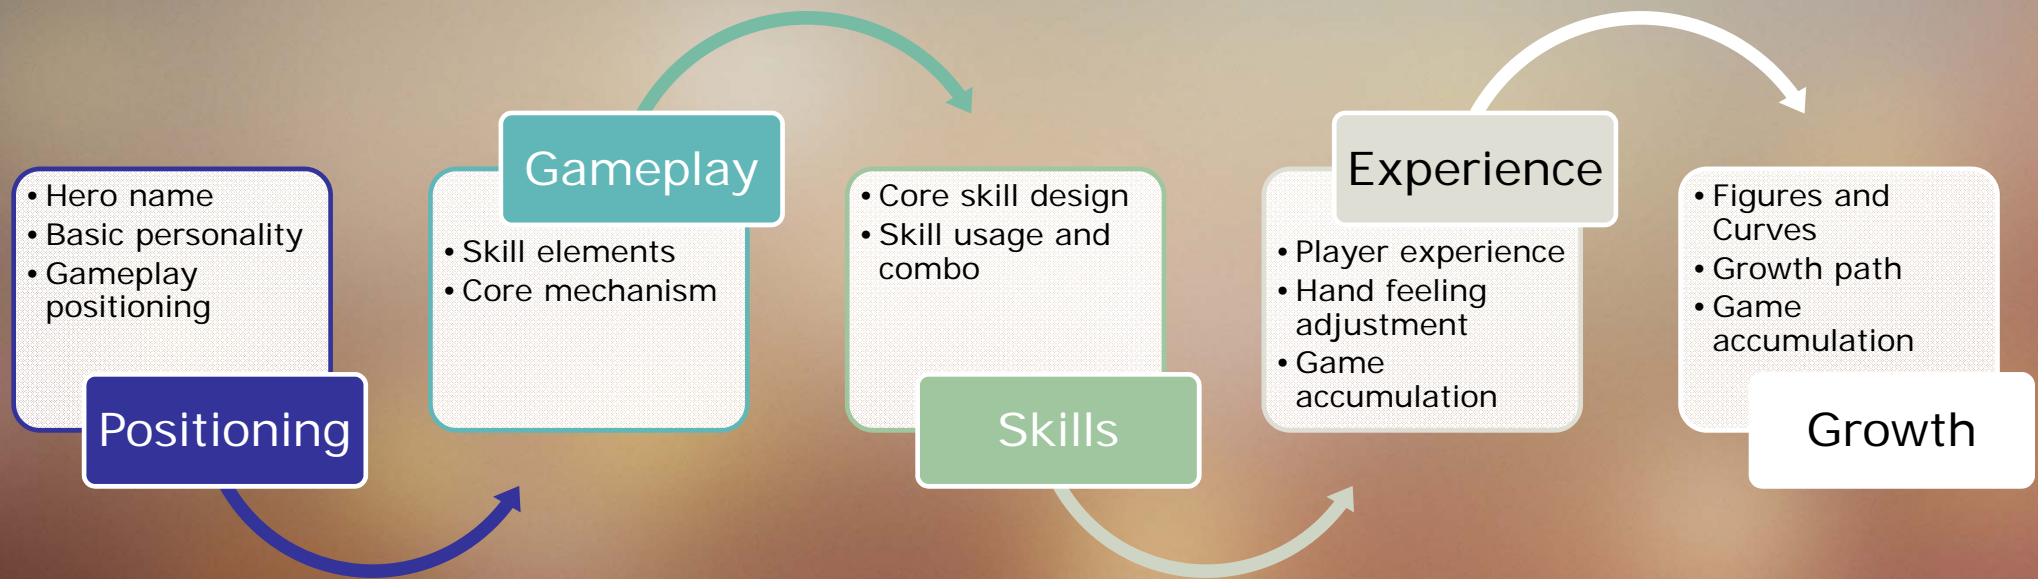 • Hero name
• Basic personality
• Gameplay
positioning
Positioning
Gameplay
• Skill elements
• Core mechanism
• Core skill design
• Skill usage and
combo
Skills
Experience
• Player experience
• Hand feeling
adjustment
• Game
accumulation
• Figures and
Curves
• Growth path
• Game
accumulation
Growth